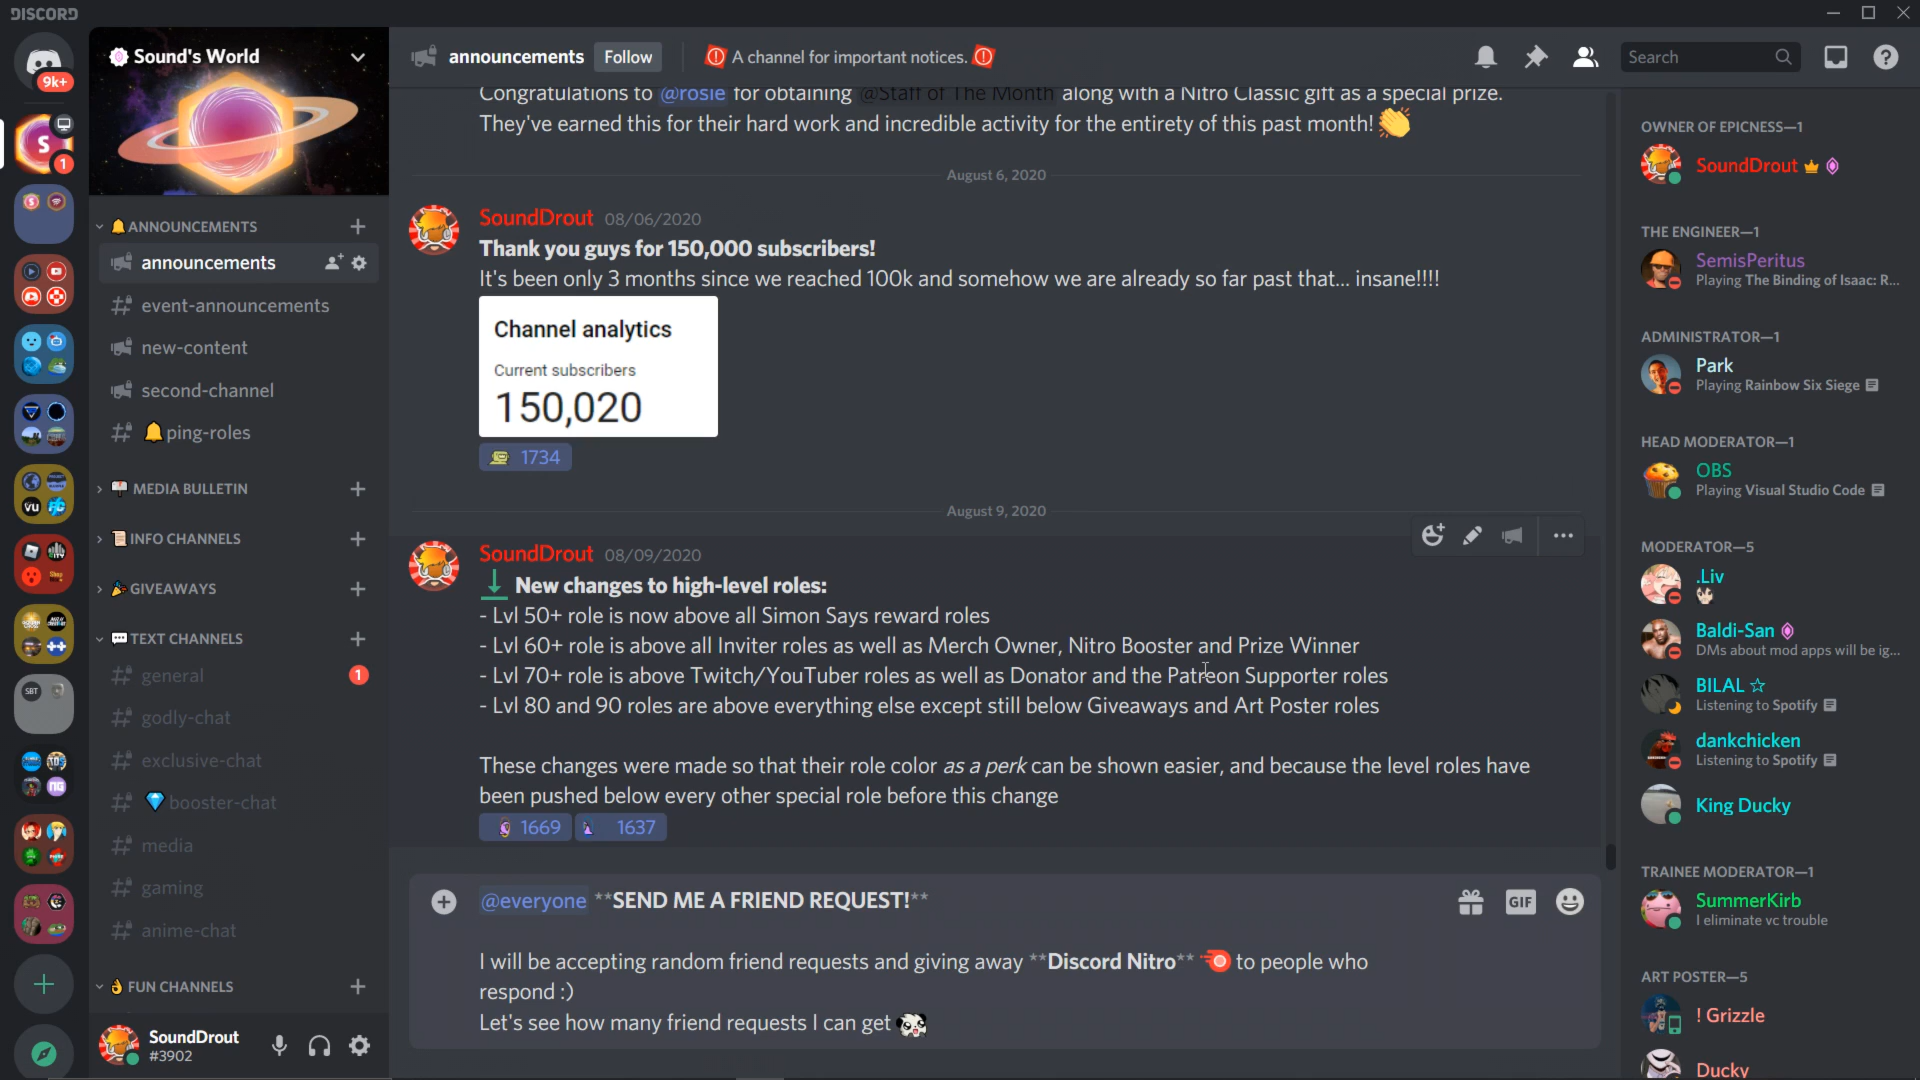 DISCORD
9k+
S
1
Sound's World
ANNOUNCEMENTS
announcements
event-announcements
new-content
second-channel
ping-roles
MEDIA BULLETIN
INFO CHANNELS
GIVEAWAYS
TEXT CHANNELS
general
1
godly-chat
exclusive-chat
booster-chat
media
gaming
anime-chat
FUN CHANNELS
SoundDrout
#3902
announcements
Follow
A channel for important notices.
Search
Congratulations to @rosie for obtaining @Staff of The Month along with a Nitro Classic gift as a special prize.
They've earned this for their hard work and incredible activity for the entirety of this past month!
August 6, 2020
SoundDrout 08/06/2020
Thank you guys for 150,000 subscribers!
It's been only 3 months since we reached 100k and somehow we are already so far past that... insane!!!!
Channel analytics
Current subscribers
150,020
1734
August 9, 2020
SoundDrout 08/09/2020
New changes to high-level roles:
- Lvl 50+ role is now above all Simon Says reward roles
- Lvl 60+ role is above all Inviter roles as well as Merch Owner, Nitro Booster and Prize Winner
- Lvl 70+ role is above Twitch/YouTuber roles as well as Donator and the Patreon Supporter roles
- Lvl 80 and 90 roles are above everything else except still below Giveaways and Art Poster roles
These changes were made so that their role color as a perk can be shown easier, and because the level roles have
been pushed below every other special role before this change
1669
1637
@everyone **SEND ME A FRIEND REQUEST!**
I will be accepting random friend requests and giving away **Discord Nitro** to people who
respond :)
Let's see how many friend requests I can get
GIF
OWNER OF EPICNESS—1
SoundDrout
THE ENGINEER—1
SemisPeritus
Playing The Binding of Isaac: R...
ADMINISTRATOR—1
Park
Playing Rainbow Six Siege
HEAD MODERATOR—1
OBS
Playing Visual Studio Code
MODERATOR—5
.Liv
Baldi-San
DMs about mod apps will be ig...
BILAL ☆
Listening to Spotify
dankchicken
Listening to Spotify
King Ducky
TRAINEE MODERATOR—1
SummerKirb
I eliminate vc trouble
ART POSTER—5
! Grizzle
Ducky